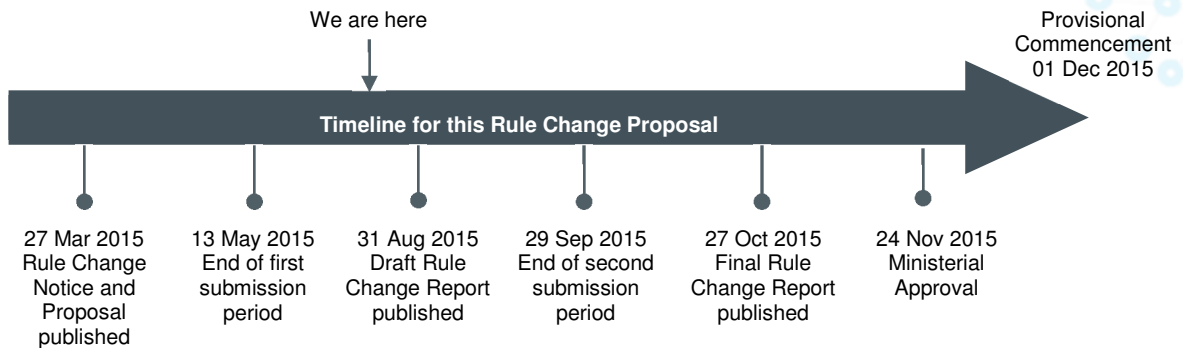 We are here
Provisional
Commencement
01 Dec 2015
Timeline for this Rule Change Proposal
27 Mar 2015
Rule Change
Notice and
Proposal
published
13 May 2015
End of first
submission
period
31 Aug 2015
Draft Rule
Change Report
published
29 Sep 2015
End of second
submission
period
27 Oct 2015
Final Rule
Change Report
published
24 Nov 2015
Ministerial
Approval